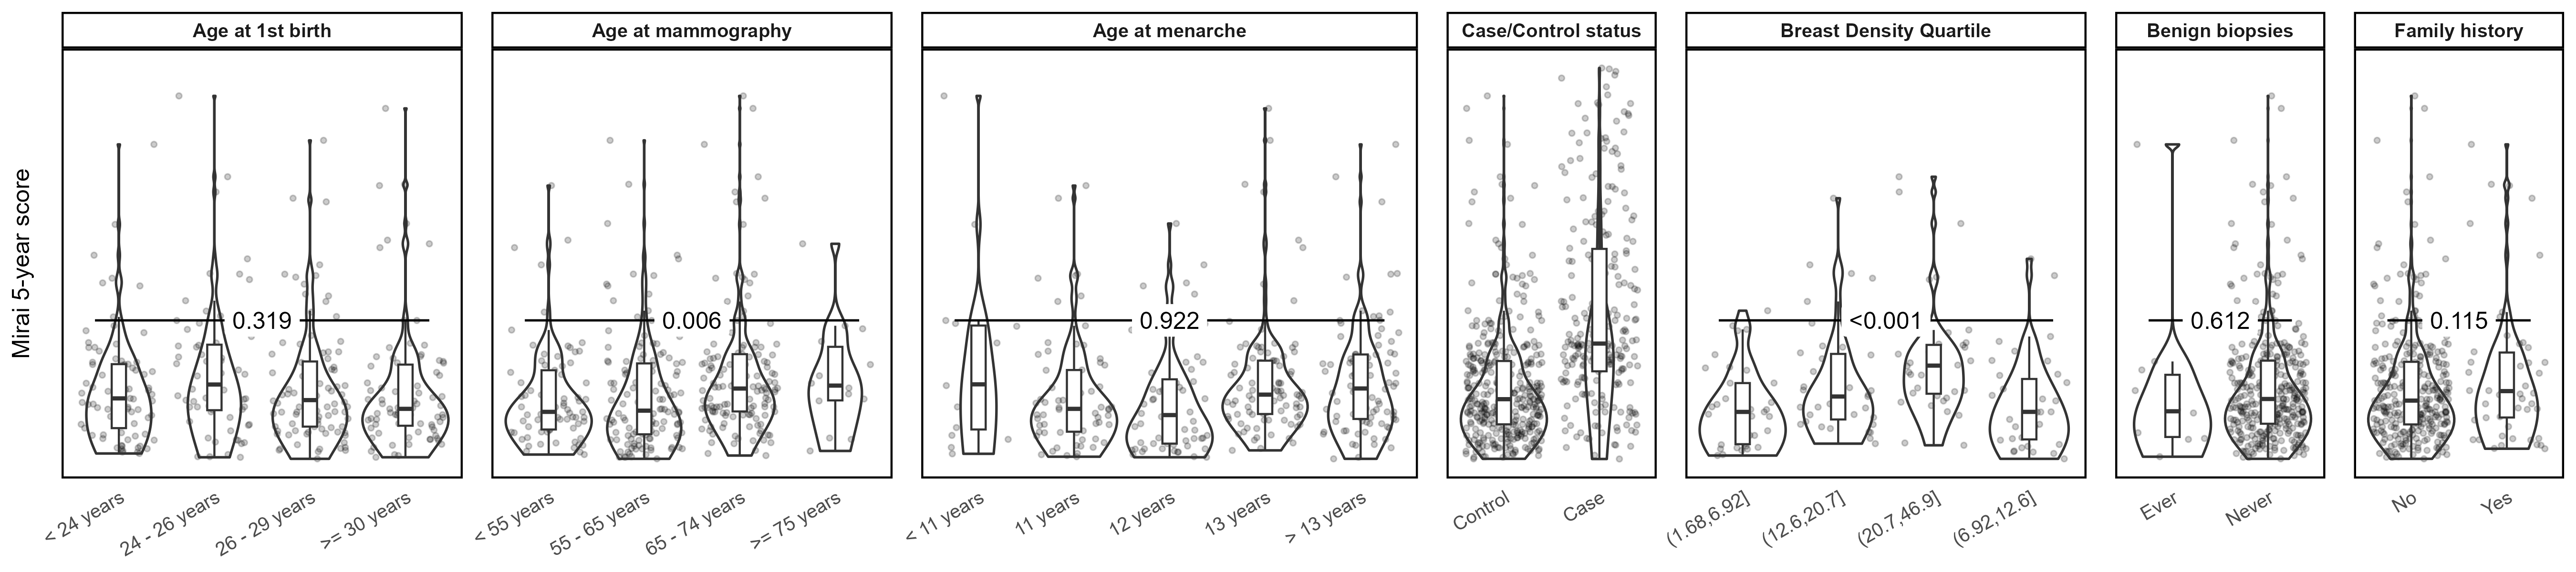 Age at 1st birth
Age at mammography
Age at menarche
Case/Control status
Breast Density Quartile
Benign biopsies
Family history
Mirai 5-year score
0.319
0.006
0.922
<0.001
0.612
0.115
< 24 years
24 - 26 years
26 - 29 years
>= 30 years
< 55 years
55 - 65 years
65 - 74 years
>= 75 years
< 11 years
11 years
12 years
13 years
> 13 years
Control
Case
(1.68,6.92]
(12.6,20.7]
(20.7,46.9]
(6.92,12.6]
Ever
Never
No
Yes